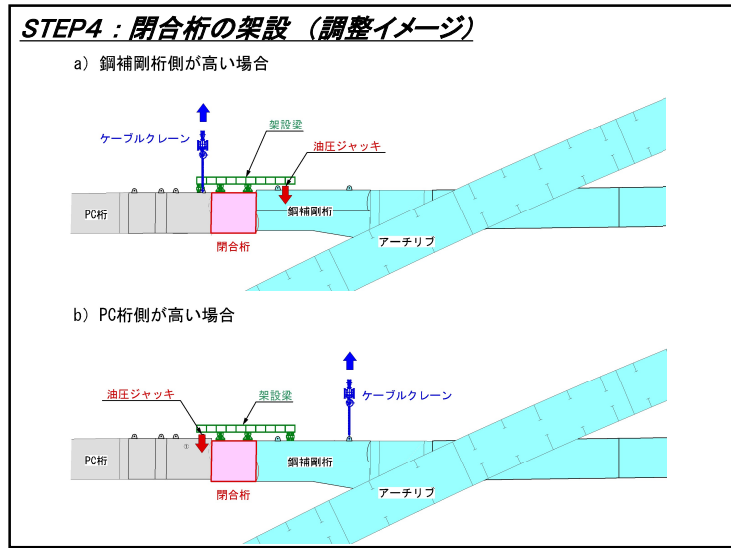 STEP4：閉合桁の架設（調整イメージ）
a）鋼補剛桁側が高い場合
ケーブルクレーン
架設梁
油圧ジャッキ
PC桁
鋼補剛桁
閉合桁
アーチリブ
b）PC桁側が高い場合
油圧ジャッキ
架設梁
ケーブルクレーン
①
PC桁
鋼補剛桁
閉合桁
アーチリブ